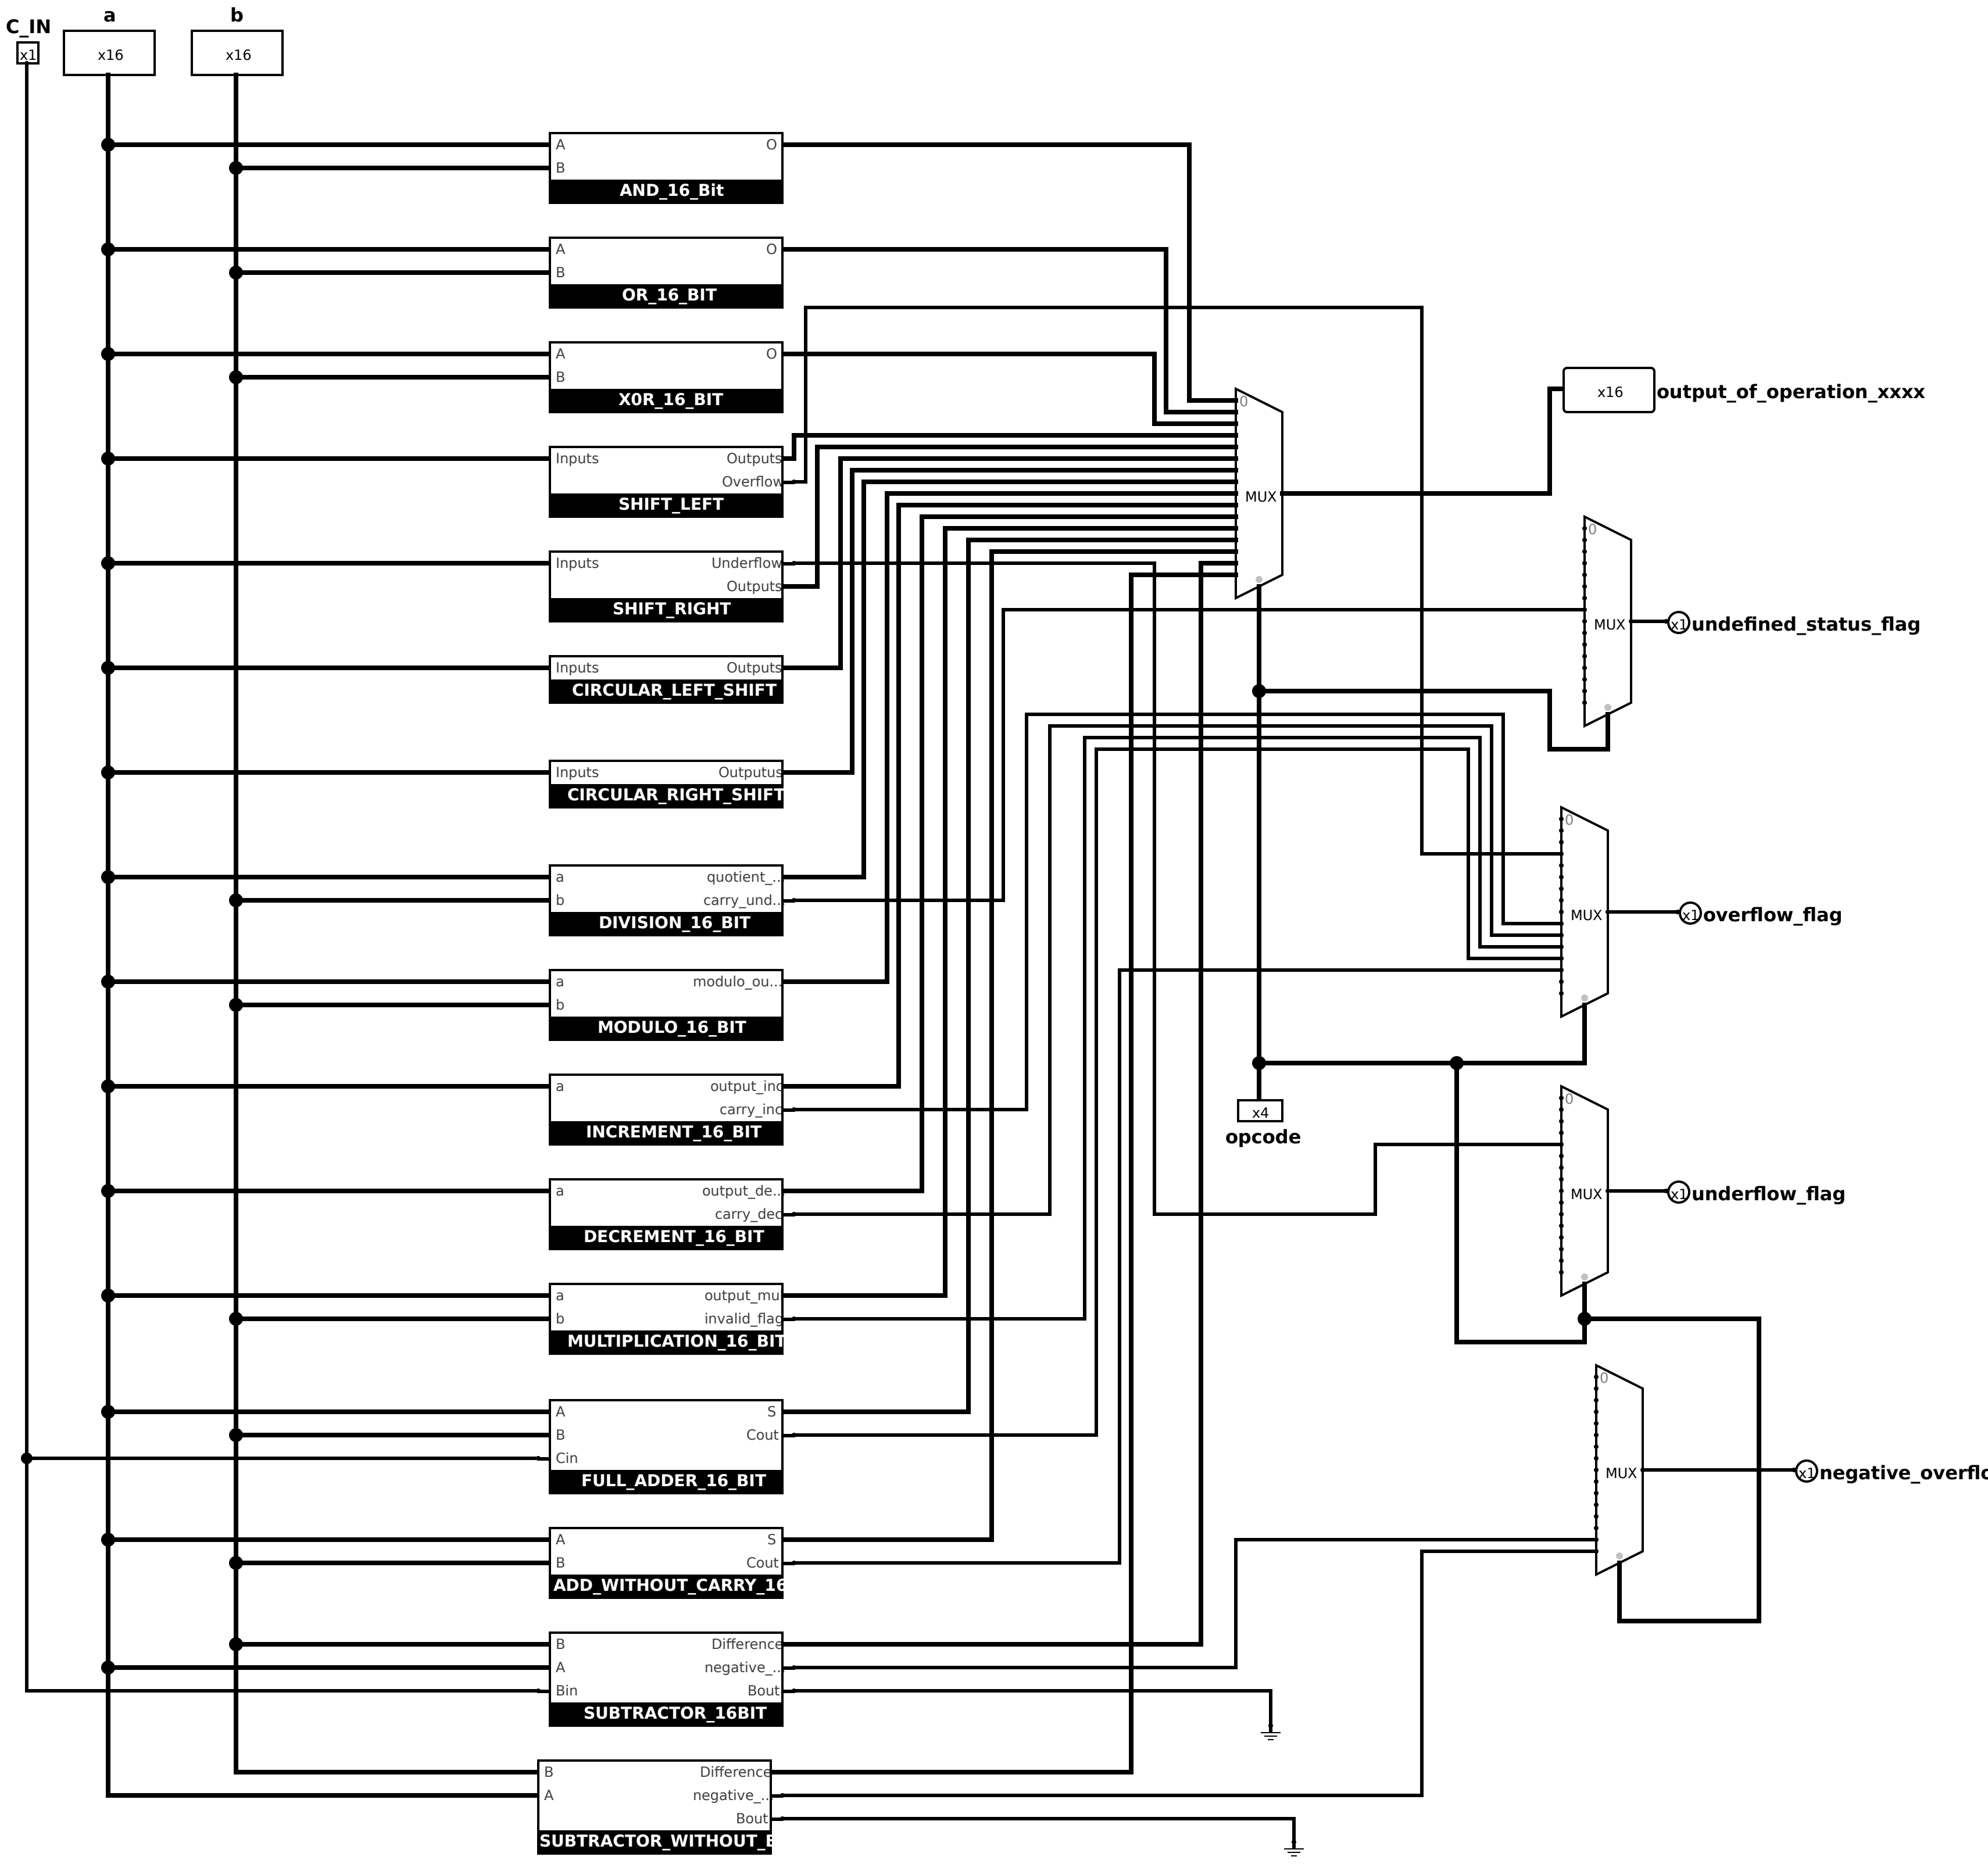 C_IN
a
b
x1
x16
x16
A
O
B
AND_16_Bit
A
O
B
OR_16_BIT
A
O
B
X0R_16_BIT
Inputs
Outputs
Overflow
SHIFT_LEFT
Inputs
Underflow
Outputs
SHIFT_RIGHT
Inputs
Outputs
CIRCULAR_LEFT_SHIFT
Inputs
Outputus
CIRCULAR_RIGHT_SHIFT
a
quotient_..
b
carry_und..
DIVISION_16_BIT
a
modulo_ou...
b
MODULO_16_BIT
a
output_inc
carry_inc
INCREMENT_16_BIT
a
output_de..
carry_dec
DECREMENT_16_BIT
a
output_mu
b
invalid_flag
MULTIPLICATION_16_BIT
A
S
B
Cout
Cin
FULL_ADDER_16_BIT
A
S
B
Cout
ADD_WITHOUT_CARRY_16
B
Difference
A
negative_..
Bin
Bout
SUBTRACTOR_16BIT
B
Difference
A
negative_..
Bout
SUBTRACTOR_WITHOUT_B
0
MUX
x16
output_of_operation_xxxx
0
MUX
x1
undefined_status_flag
0
MUX
x1
overflow_flag
x4
opcode
0
MUX
x1
underflow_flag
0
MUX
x1
negative_overflo